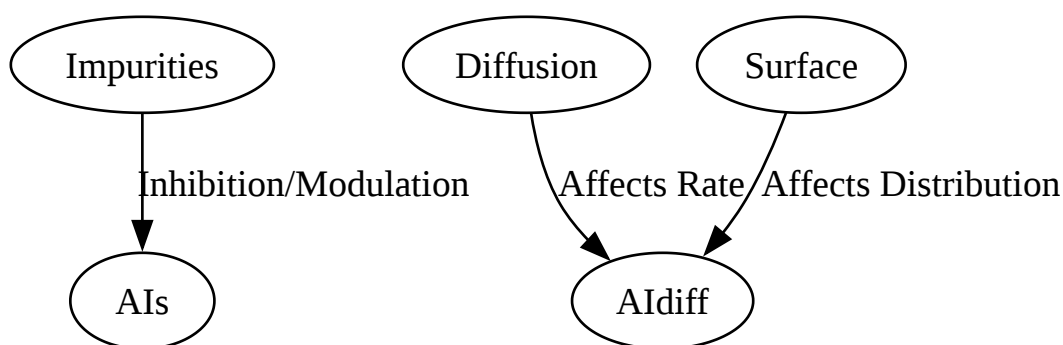 Impurities
Diffusion
Surface
Inhibition/Modulation
Affects Rate
Affects Distribution
AIs
AIdiff